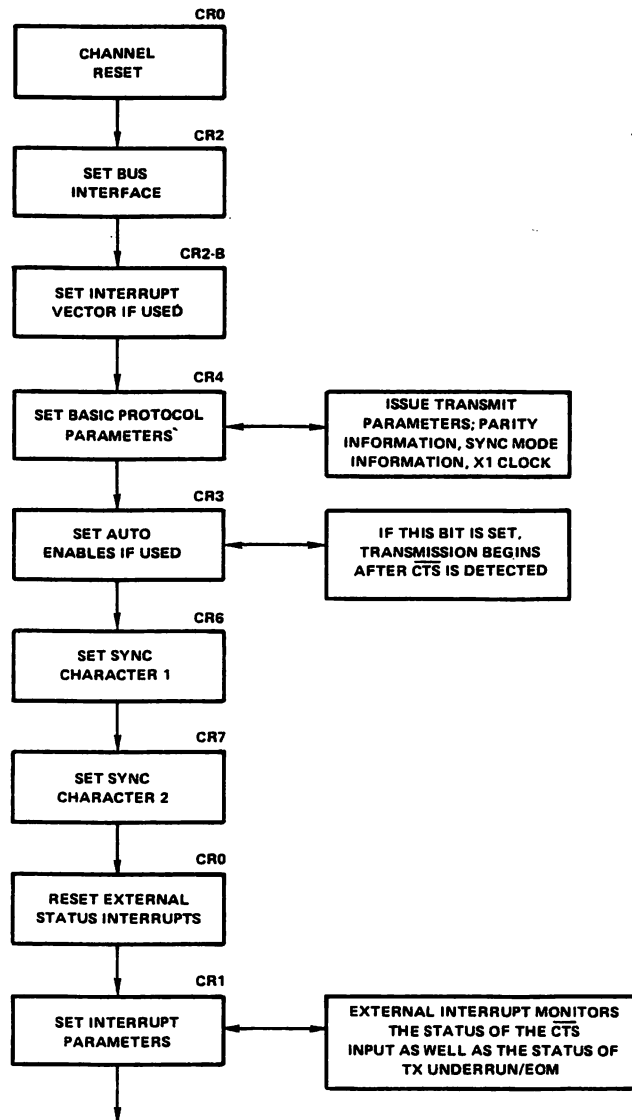 CR0
CHANNEL
RESET
CR2
SET BUS
INTERFACE
CR2-B
SET INTERRUPT
VECTOR IF USED
CR4
SET BASIC PROTOCOL
PARAMETERS
ISSUE TRANSMIT
PARAMETERS; PARITY
INFORMATION, SYNC MODE
INFORMATION, X1 CLOCK
CR3
SET AUTO
ENABLES IF USED
IF THIS BIT IS SET,
TRANSMISSION BEGINS
AFTER C̅T̅S̅ IS DETECTED
CR6
SET SYNC
CHARACTER 1
CR7
SET SYNC
CHARACTER 2
CR0
RESET EXTERNAL
STATUS INTERRUPTS
CR1
SET INTERRUPT
PARAMETERS
EXTERNAL INTERRUPT MONITORS
THE STATUS OF THE C̅T̅S̅
INPUT AS WELL AS THE STATUS OF
TX UNDERRUN/EOM